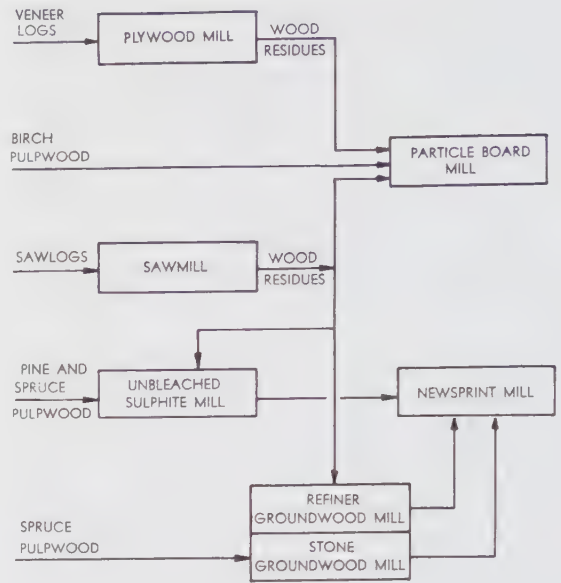 VENEER
LOGS
PLYWOOD MILL
WOOD
RESIDUES
BIRCH
PULPWOOD
PARTICLE BOARD
MILL
SAWLOGS
SAWMILL
WOOD
RESIDUES
PINE AND
SPRUCE
PULPWOOD
UNBLEACHED
SULPHITE MILL
NEWSPRINT MILL
REFINER
GROUNDWOOD MILL
SPRUCE
PULPWOOD
STONE
GROUNDWOOD MILL